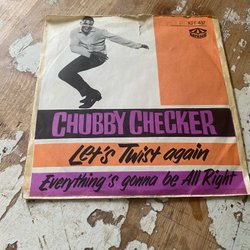 CHUBBY CHECKER
Let's Twist again
Everything's gonna be All Right